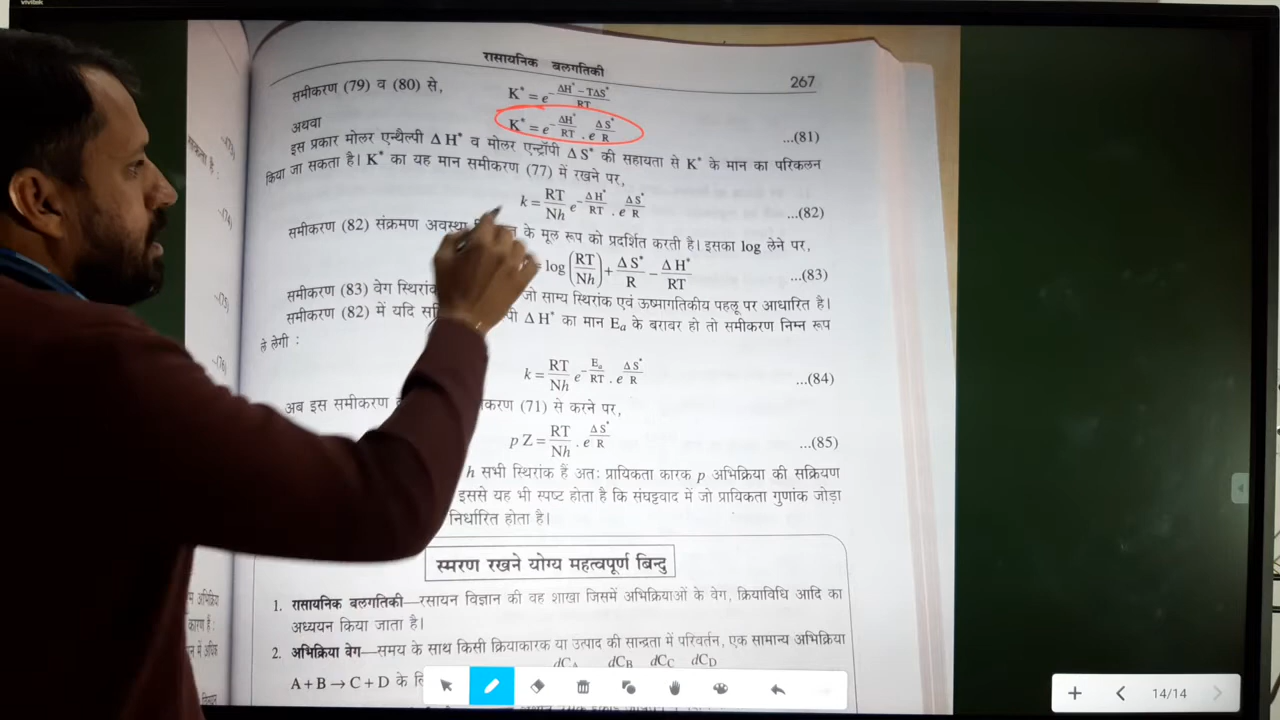 vivitek
रासायनिक बलगतिकी
267
समीकरण (79) व (80) से,
K* = e^-(ΔH* – TΔS*)/RT
अथवा
K* = e^-ΔH*/RT . e^ΔS*/R ...(81)
इस प्रकार मोलर एन्थैल्पी ΔH* व मोलर एन्ट्रॉपी ΔS* की सहायता से K* के मान का परिकलन
किया जा सकता है। K* का यह मान समीकरण (77) में रखने पर,
k = RT/Nh e^-ΔH*/RT . e^ΔS*/R ...(82)
समीकरण (82) संक्रमण अवस्था के मूल रूप को प्रदर्शित करती है। इसका log लेने पर,
= log(RT/Nh) + ΔS*/R – ΔH*/RT ...(83)
समीकरण (83) वेग स्थिरांक जो साम्य स्थिरांक एवं ऊष्मागतिकीय पहलू पर आधारित है।
समीकरण (82) में यदि ΔH* का मान Ea के बराबर हो तो समीकरण निम्न रूप
ले लेगी :
k = RT/Nh e^-Ea/RT . e^ΔS*/R ...(84)
अब इस समीकरण (71) से करने पर,
p Z = RT/Nh . e^ΔS*/R ...(85)
h सभी स्थिरांक हैं अतः प्रायिकता कारक p अभिक्रिया की सक्रियण
इससे यह भी स्पष्ट होता है कि संघट्टवाद में जो प्रायिकता गुणांक जोड़ा
निर्धारित होता है।
स्मरण रखने योग्य महत्वपूर्ण बिन्दु
1. रासायनिक बलगतिकी—रसायन विज्ञान की वह शाखा जिसमें अभिक्रियाओं के वेग, क्रियाविधि आदि का
अध्ययन किया जाता है।
2. अभिक्रिया वेग—समय के साथ किसी क्रियाकारक या उत्पाद की सान्द्रता में परिवर्तन, एक सामान्य अभिक्रिया
dCA dCB dCC dCD
A + B → C + D के
14/14